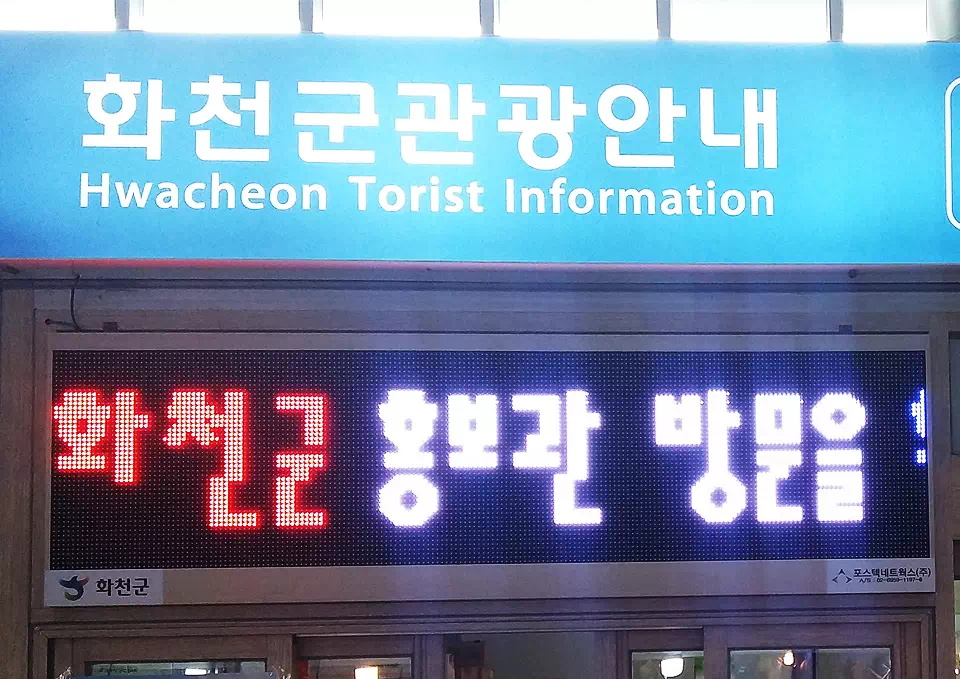 화천군관광안내
Hwacheon Torist Information
화천군 홍보관 방문을
화천군
포스텍네트웍스(주)